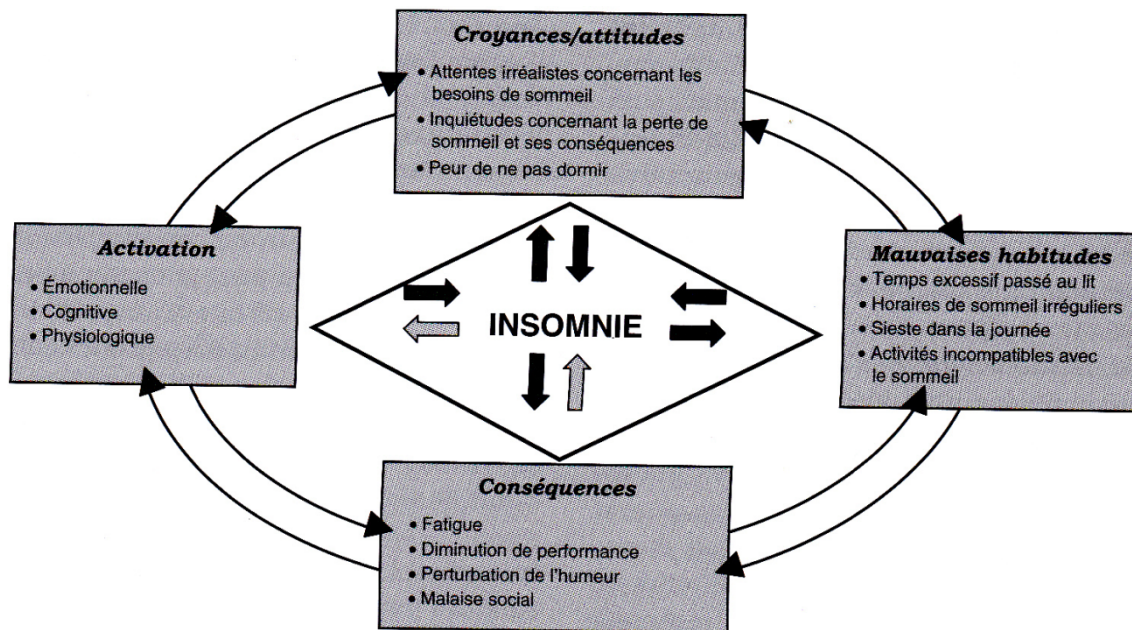 Croyances/attitudes
• Attentes irréalistes concernant les
besoins de sommeil
• Inquiétudes concernant la perte de
sommeil et ses conséquences
• Peur de ne pas dormir
Activation
• Émotionnelle
• Cognitive
• Physiologique
INSOMNIE
Mauvaises habitudes
• Temps excessif passé au lit
• Horaires de sommeil irréguliers
• Sieste dans la journée
• Activités incompatibles avec
le sommeil
Conséquences
• Fatigue
• Diminution de performance
• Perturbation de l'humeur
• Malaise social